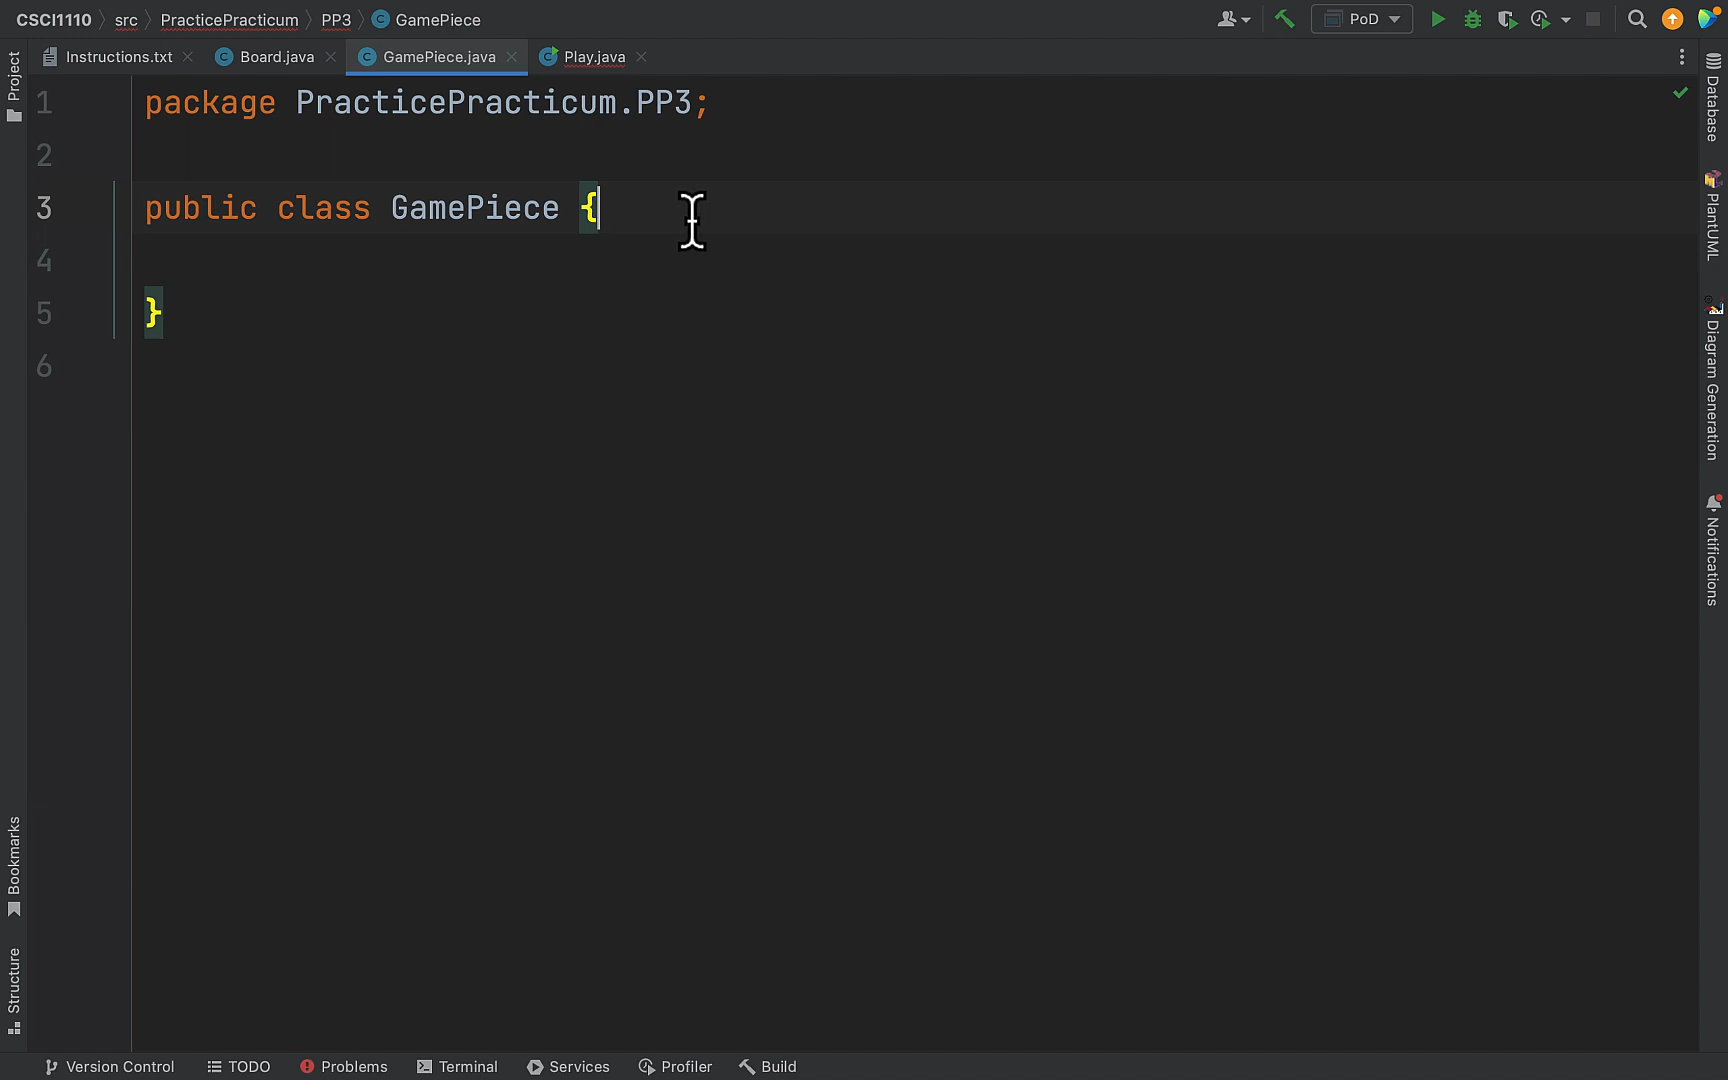 CSCI1110 src PracticePracticum PP3 GamePiece PoD
Instructions.txt Board.java GamePiece.java Play.java
1 package PracticePracticum.PP3;
2
3 public class GamePiece {
4
5 }
6
Project
Bookmarks
Structure
Database
PlantUML
Diagram Generation
Notifications
Version Control TODO Problems Terminal Services Profiler Build